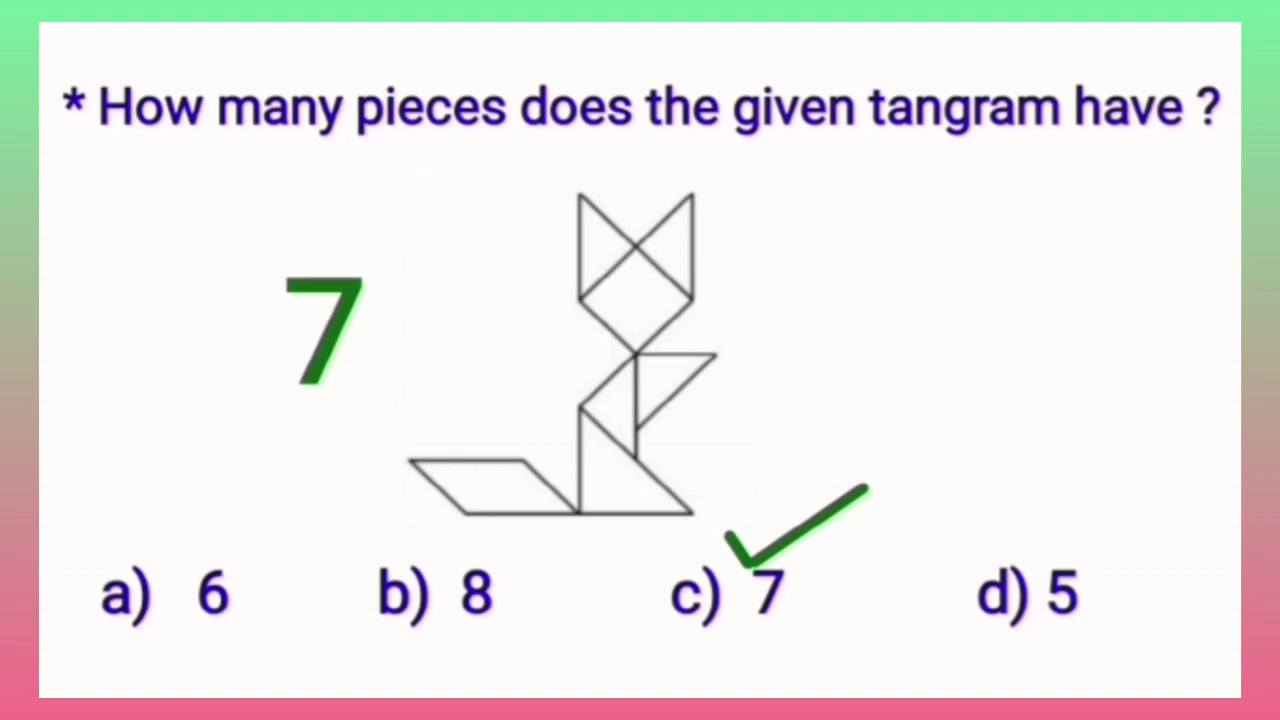 * How many pieces does the given tangram have ?
7
a) 6 b) 8 c) 7 d) 5